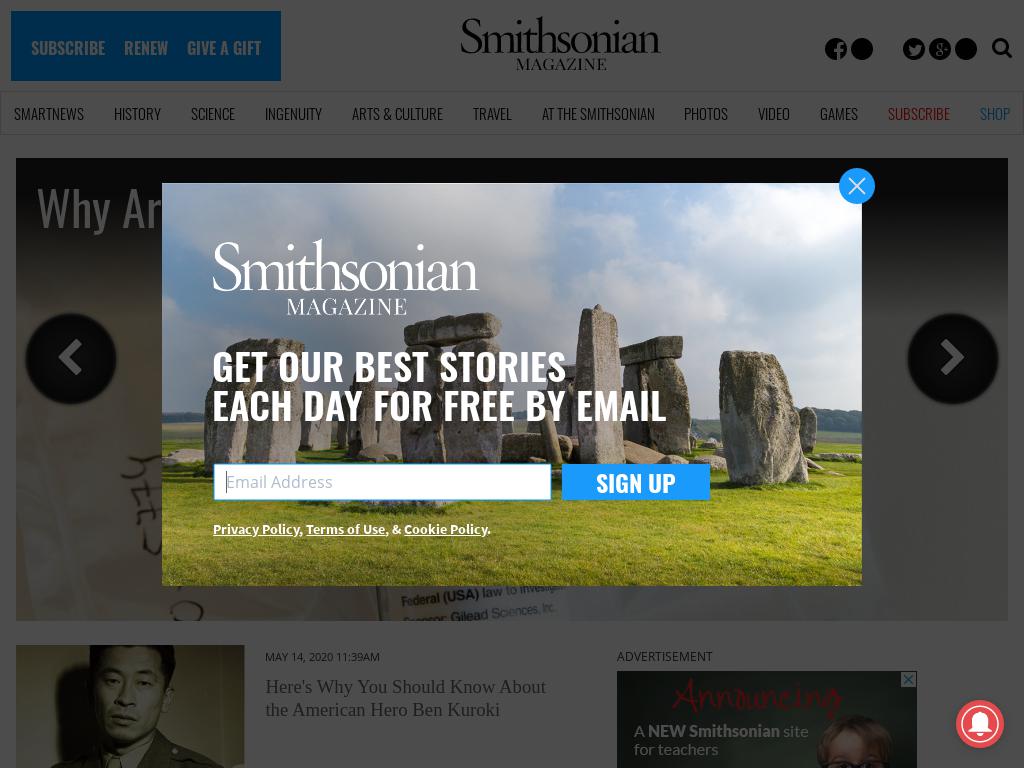 SUBSCRIBE RENEW GIVE A GIFT
Smithsonian
MAGAZINE
SMARTNEWS HISTORY SCIENCE INGENUITY ARTS & CULTURE TRAVEL AT THE SMITHSONIAN PHOTOS VIDEO GAMES SUBSCRIBE SHOP
Why Ar
Smithsonian
MAGAZINE
GET OUR BEST STORIES
EACH DAY FOR FREE BY EMAIL
Email Address
SIGN UP
Privacy Policy, Terms of Use, & Cookie Policy.
Federal (USA) law to
Sponsor: Gilead Sciences, Inc.
MAY 14, 2020 11:39AM
Here's Why You Should Know About
the American Hero Ben Kuroki
ADVERTISEMENT
Announcing
A NEW Smithsonian site
for teachers